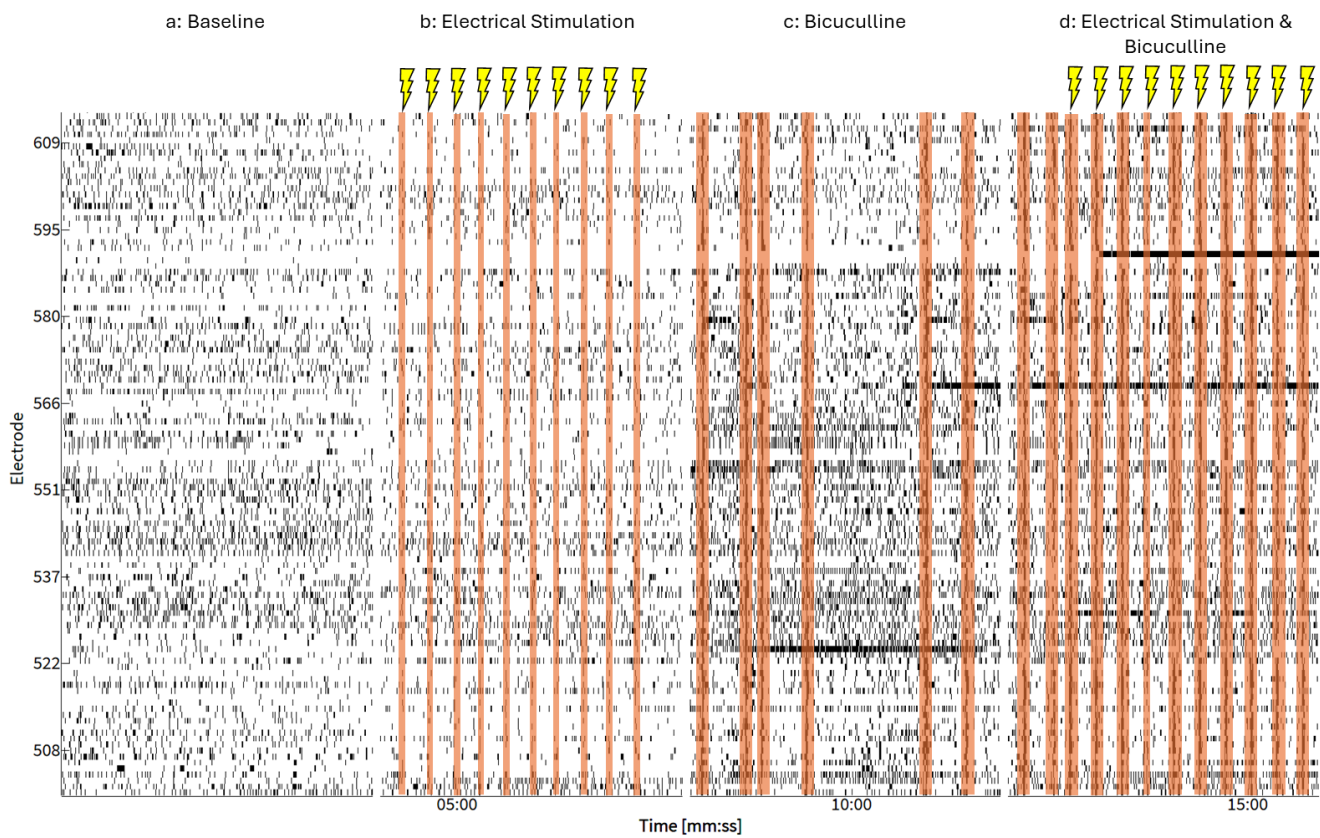 a: Baseline
b: Electrical Stimulation
c: Bicuculline
d: Electrical Stimulation &
Bicuculline
609
595
580
566
551
537
522
508
Electrode
05:00
10:00
15:00
Time [mm:ss]